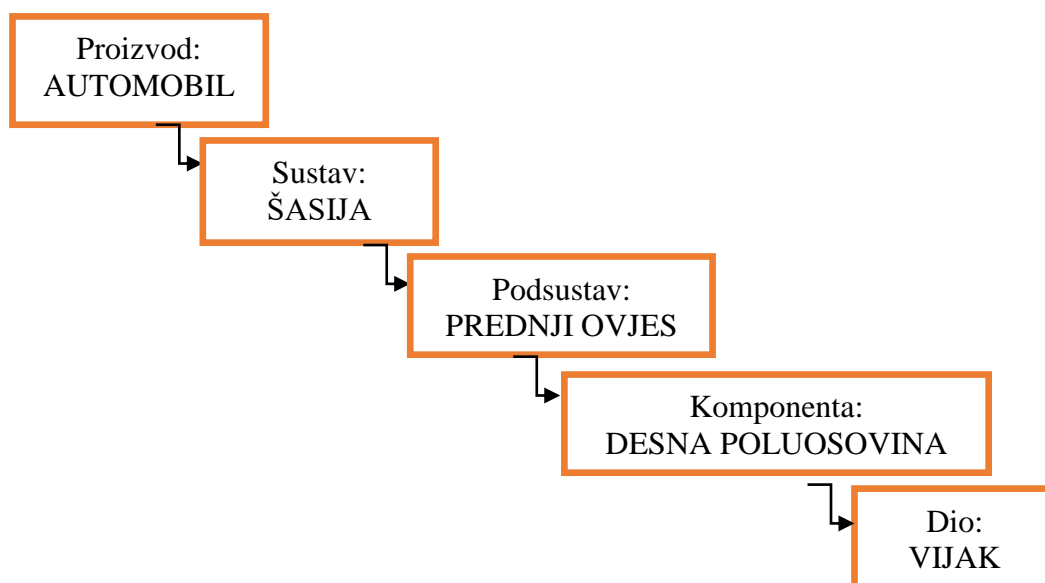 Proizvod:
AUTOMOBIL
Sustav:
ŠASIJA
Podsustav:
PREDNJI OVJES
Komponenta:
DESNA POLUOSOVINA
Dio:
VIJAK